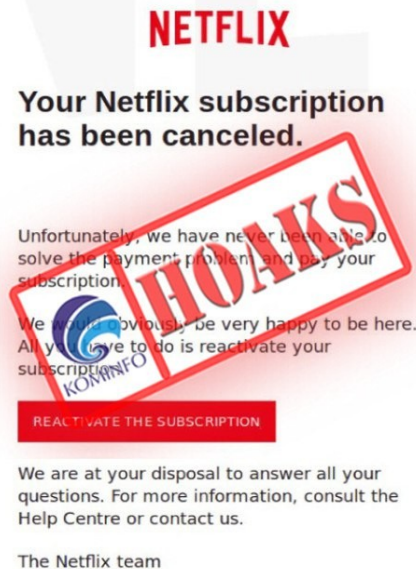 NETFLIX
Your Netflix subscription
has been canceled.
Unfortunately, we have never been able to
solve the payment problem and pay your
subscription.
We would obviously be very happy to be here.
All you have to do is reactivate your
subscription.
HOAKS
KOMINFO
REACTIVATE THE SUBSCRIPTION
We are at your disposal to answer all your
questions. For more information, consult the
Help Centre or contact us.
The Netflix team